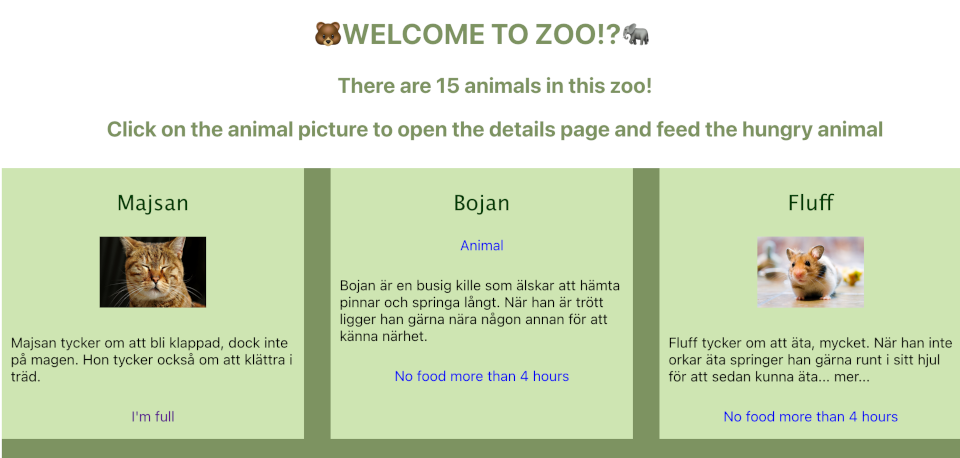 🐻WELCOME TO ZOO!?🐘
There are 15 animals in this zoo!
Click on the animal picture to open the details page and feed the hungry animal
Majsan
Majsan tycker om att bli klappad, dock inte
på magen. Hon tycker också om att klättra i
träd.
I'm full
Bojan
Animal
Bojan är en busig kille som älskar att hämta
pinnar och springa långt. När han är trött
ligger han gärna nära någon annan för att
känna närhet.
No food more than 4 hours
Fluff
Fluff tycker om att äta, mycket. När han inte
orkar äta springer han gärna runt i sitt hjul
för att sedan kunna äta... mer...
No food more than 4 hours